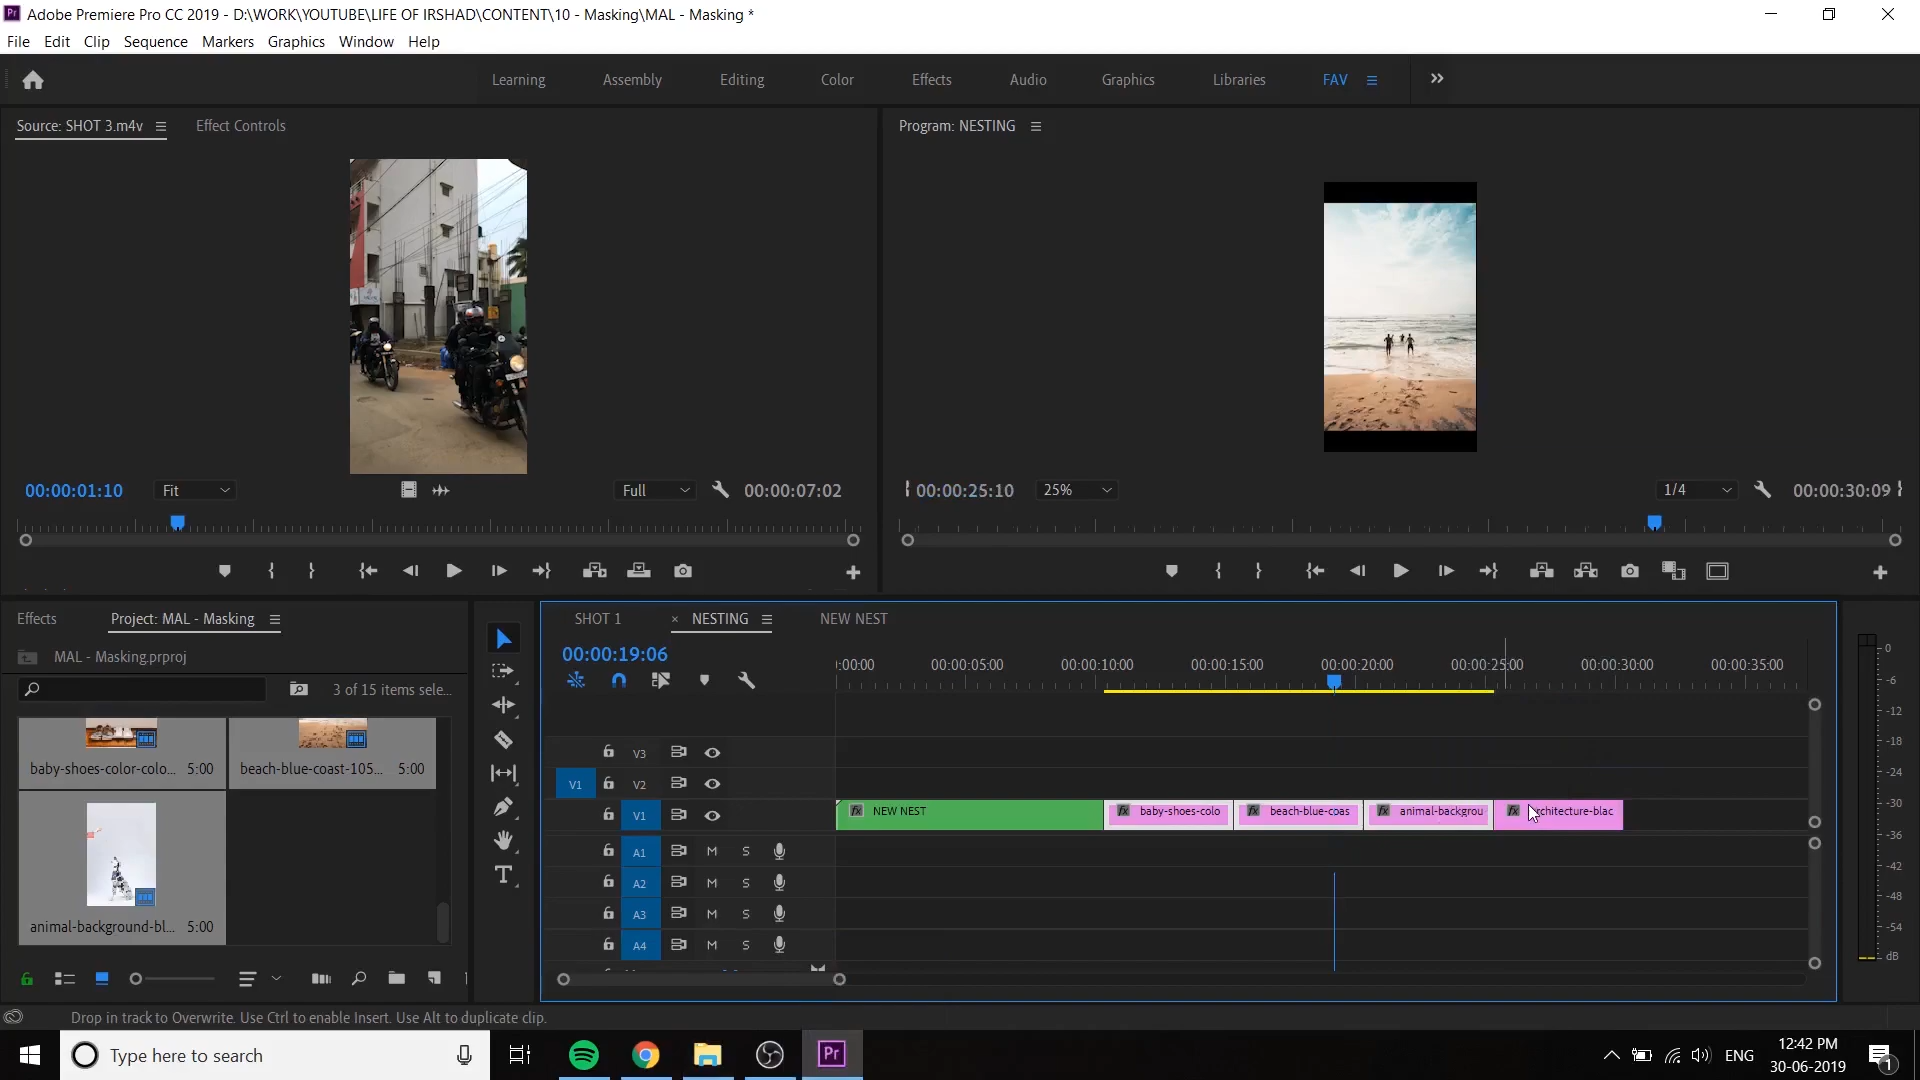 Pr Adobe Premiere Pro CC 2019 - D:\WORK\YOUTUBE\LIFE OF IRSHAD\CONTENT\10 - Masking\MAL - Masking *
File Edit Clip Sequence Markers Graphics Window Help
Learning Assembly Editing Color Effects Audio Graphics Libraries FAV
Source: SHOT 3.m4v Effect Controls
Program: NESTING
00:00:01:10 Fit Full 00:00:07:02
00:00:25:10 25% 1/4 00:00:30:09
Effects Project: MAL - Masking
MAL - Masking.prproj
3 of 15 items sele...
baby-shoes-color-colo... 5:00
beach-blue-coast-105... 5:00
animal-background-bl... 5:00
SHOT 1 × NESTING NEW NEST
00:00:19:06
:00:00 00:00:05:00 00:00:10:00 00:00:15:00 00:00:20:00 00:00:25:00 00:00:30:00 00:00:35:00
V3
V1 V2
V1
fx NEW NEST
fx baby-shoes-colo
fx beach-blue-coas
fx animal-backgrou
fx rchitecture-blac
A1 M S
A2 M S
A3 M S
A4 M S
0
-6
-12
-18
-24
-30
-36
-42
-48
-54
dB
Drop in track to Overwrite. Use Ctrl to enable Insert. Use Alt to duplicate clip.
Type here to search
Pr
ENG
12:42 PM
30-06-2019
1